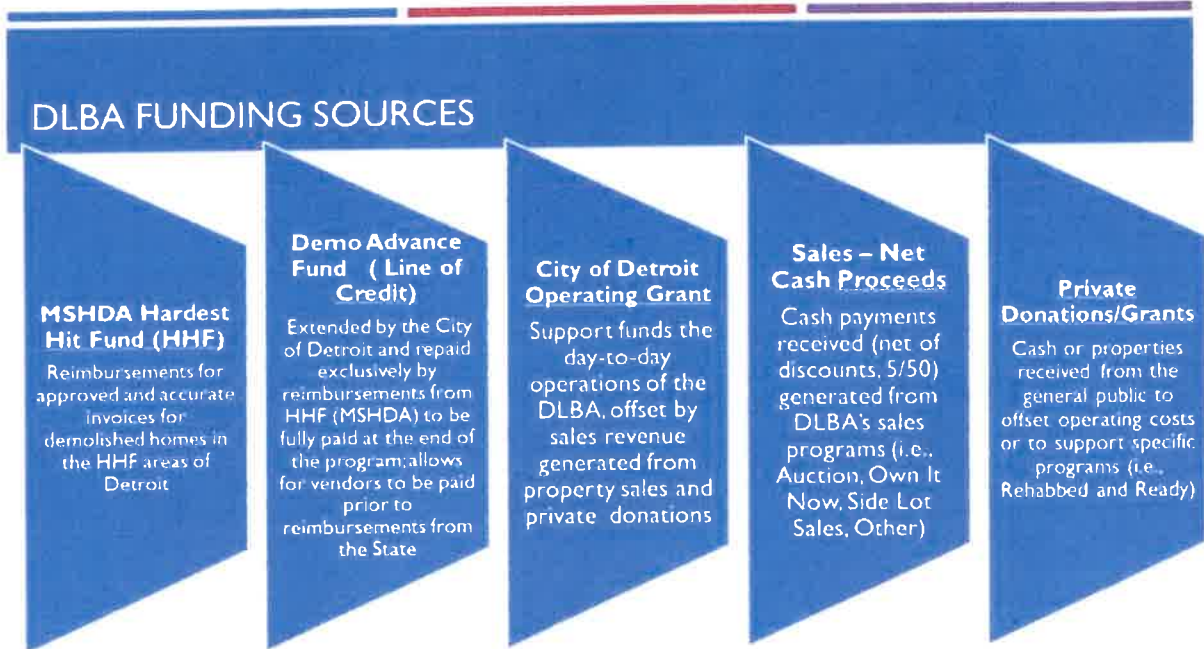 DLBA FUNDING SOURCES
MSHDA Hardest
Hit Fund (HHF)
Reimbursements for
approved and accurate
invoices for
demolished homes in
the HHF areas of
Detroit
Demo Advance
Fund ( Line of
Credit)
Extended by the City
of Detroit and repaid
exclusively by
reimbursements from
HHF (MSHDA) to be
fully paid at the end of
the program; allows
for vendors to be paid
prior to
reimbursements from
the State
City of Detroit
Operating Grant
Support funds the
day-to-day
operations of the
DLBA, offset by
sales revenue
generated from
property sales and
private donations
Sales – Net
Cash Proceeds
Cash payments
received (net of
discounts, 5/50)
generated from
DLBA's sales
programs (i.e.,
Auction, Own It
Now, Side Lot
Sales, Other)
Private
Donations/Grants
Cash or properties
received from the
general public to
offset operating costs
or to support specific
programs (i.e.,
Rehabbed and Ready)